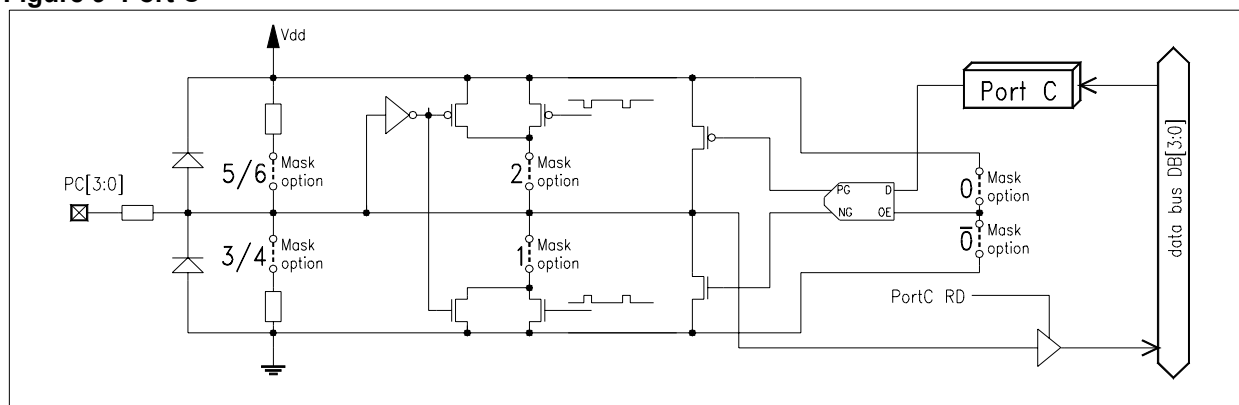 Figure Port C
Vdd
Port C
Mask
option
5/6
Mask
option
2
PC[3:0]
PG D
NG OE
Mask
option
0
Mask
option
0̅
data bus DB[3:0]
Mask
option
3/4
Mask
option
1
PortC RD